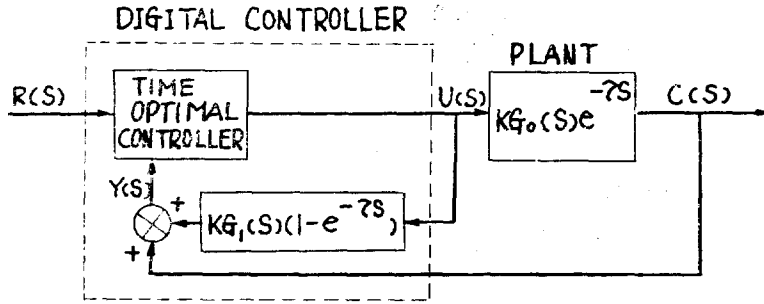 DIGITAL CONTROLLER
PLANT
R(S)
TIME
OPTIMAL
CONTROLLER
U(S)
KG₀(S)e^-τS
C(S)
Y(S)
+
KG₁(S)(1-e^-τS)
+